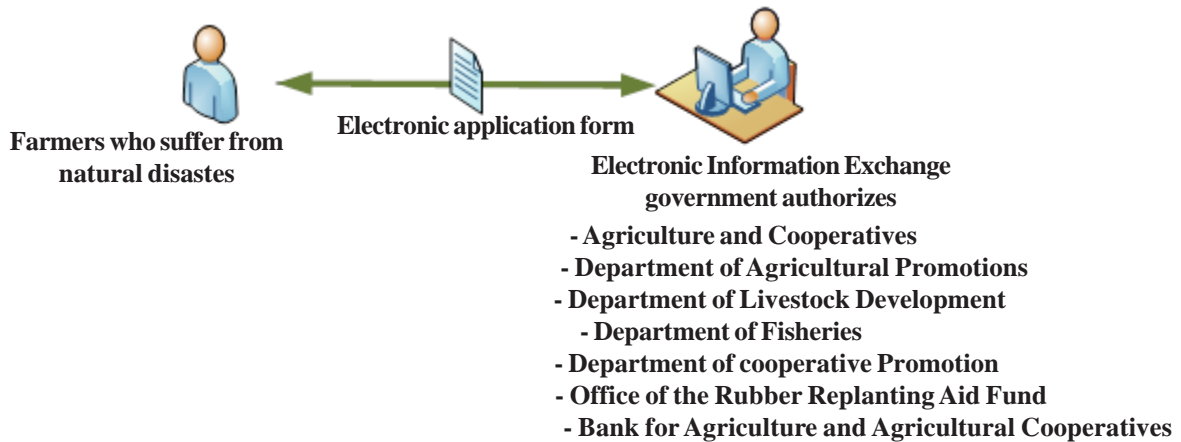 Electronic application form
Farmers who suffer from
natural disastes
Electronic Information Exchange
government authorizes
- Agriculture and Cooperatives
- Department of Agricultural Promotions
- Department of Livestock Development
- Department of Fisheries
- Department of cooperative Promotion
- Office of the Rubber Replanting Aid Fund
- Bank for Agriculture and Agricultural Cooperatives